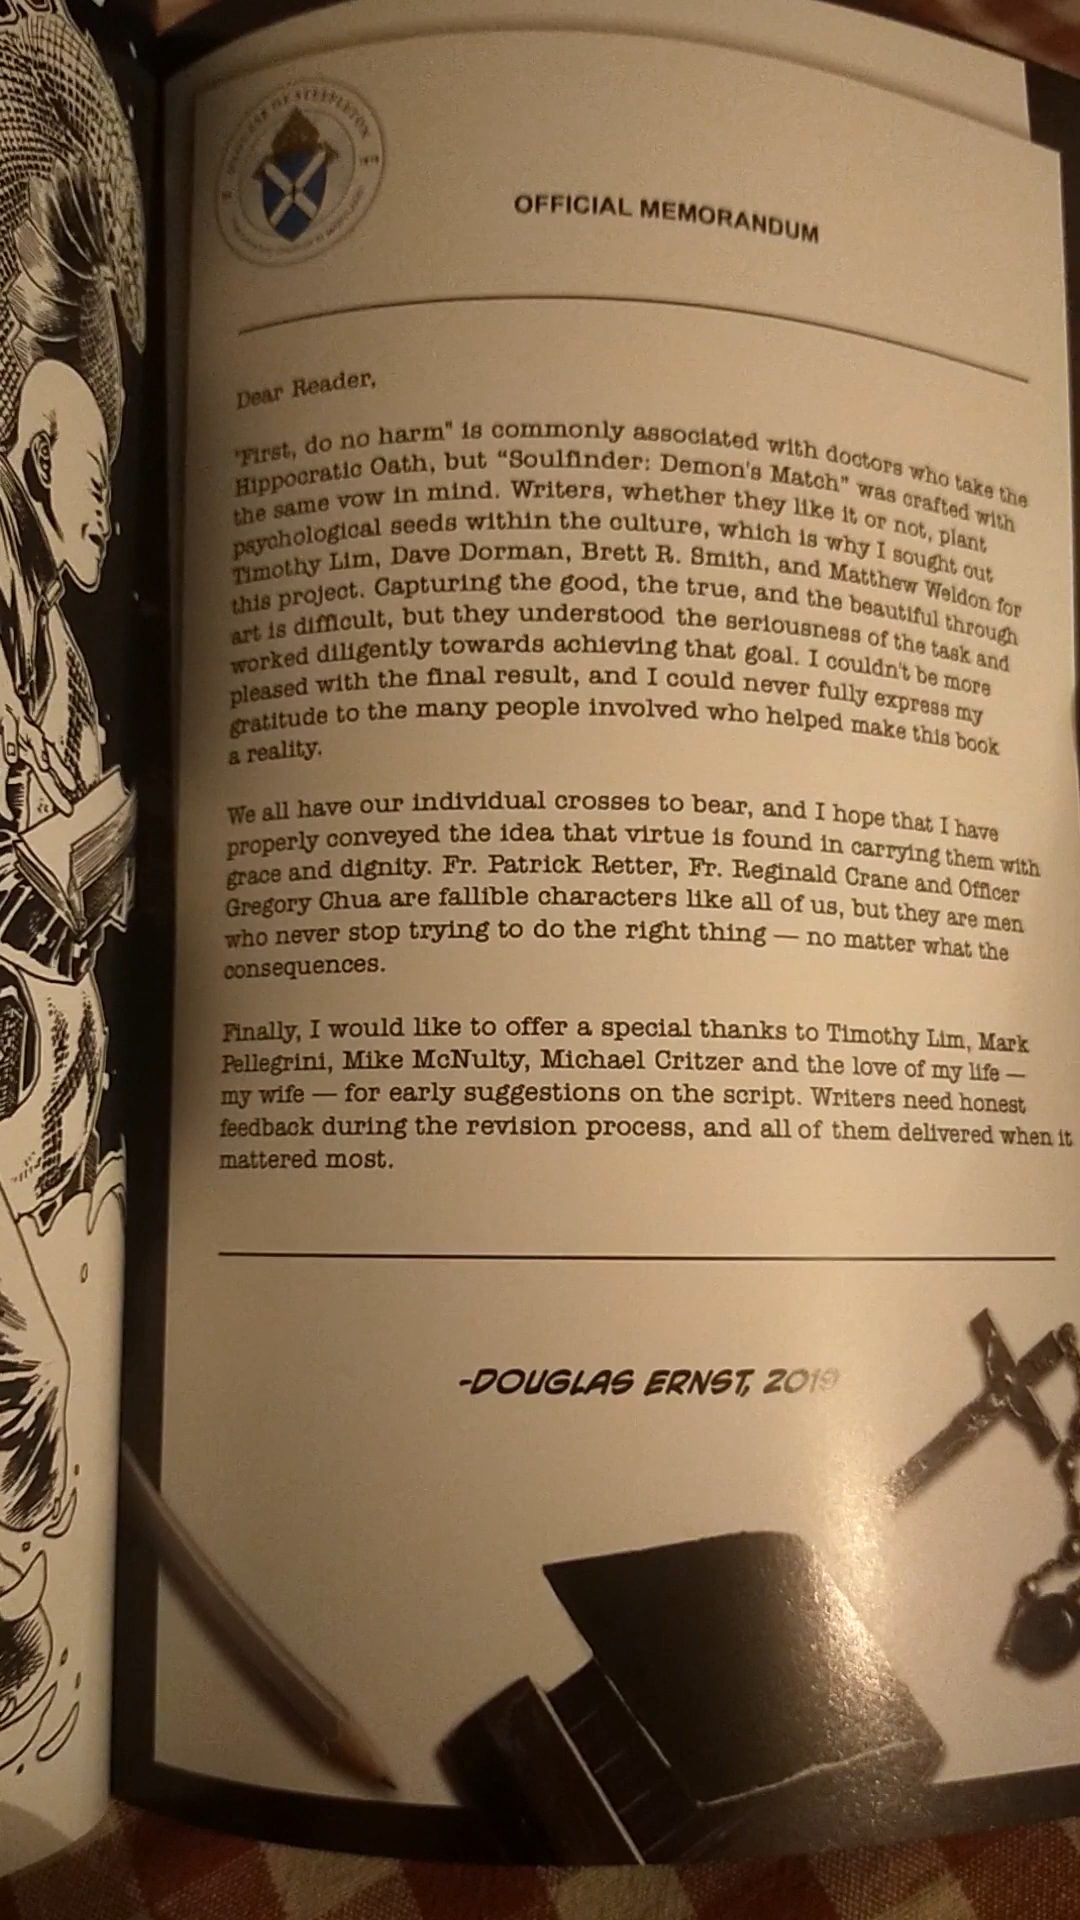 DIOCESE OF STEEPLETON
OFFICIAL MEMORANDUM
Dear Reader,
"First, do no harm" is commonly associated with doctors who take the
Hippocratic Oath, but “Soulfinder: Demon's Match” was crafted with
the same vow in mind. Writers, whether they like it or not, plant
psychological seeds within the culture, which is why I sought out
Timothy Lim, Dave Dorman, Brett R. Smith, and Matthew Weldon for
this project. Capturing the good, the true, and the beautiful through
art is difficult, but they understood the seriousness of the task and
worked diligently towards achieving that goal. I couldn't be more
pleased with the final result, and I could never fully express my
gratitude to the many people involved who helped make this book
a reality.
We all have our individual crosses to bear, and I hope that I have
properly conveyed the idea that virtue is found in carrying them with
grace and dignity. Fr. Patrick Retter, Fr. Reginald Crane and Officer
Gregory Chua are fallible characters like all of us, but they are men
who never stop trying to do the right thing — no matter what the
consequences.
Finally, I would like to offer a special thanks to Timothy Lim, Mark
Pellegrini, Mike McNulty, Michael Critzer and the love of my life —
my wife — for early suggestions on the script. Writers need honest
feedback during the revision process, and all of them delivered when it
mattered most.
-DOUGLAS ERNST, 2019